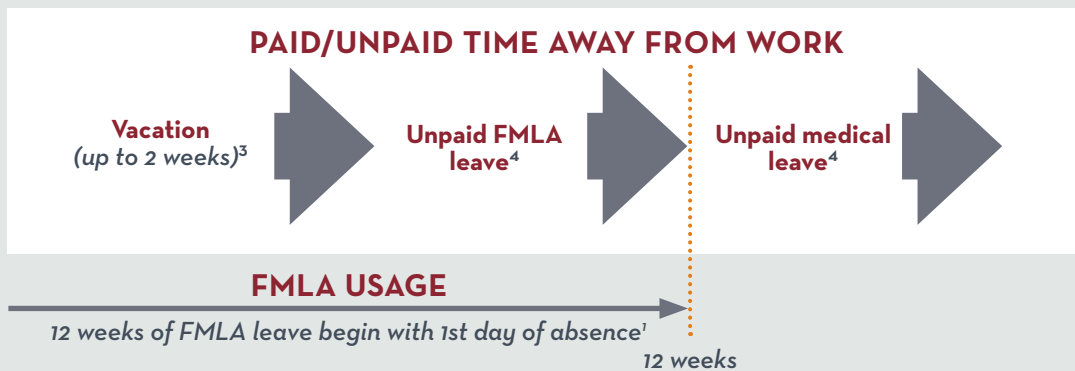 PAID/UNPAID TIME AWAY FROM WORK
Vacation
(up to 2 weeks)³
Unpaid FMLA
leave⁴
Unpaid medical
leave⁴
FMLA USAGE
12 weeks of FMLA leave begin with 1st day of absence¹
12 weeks